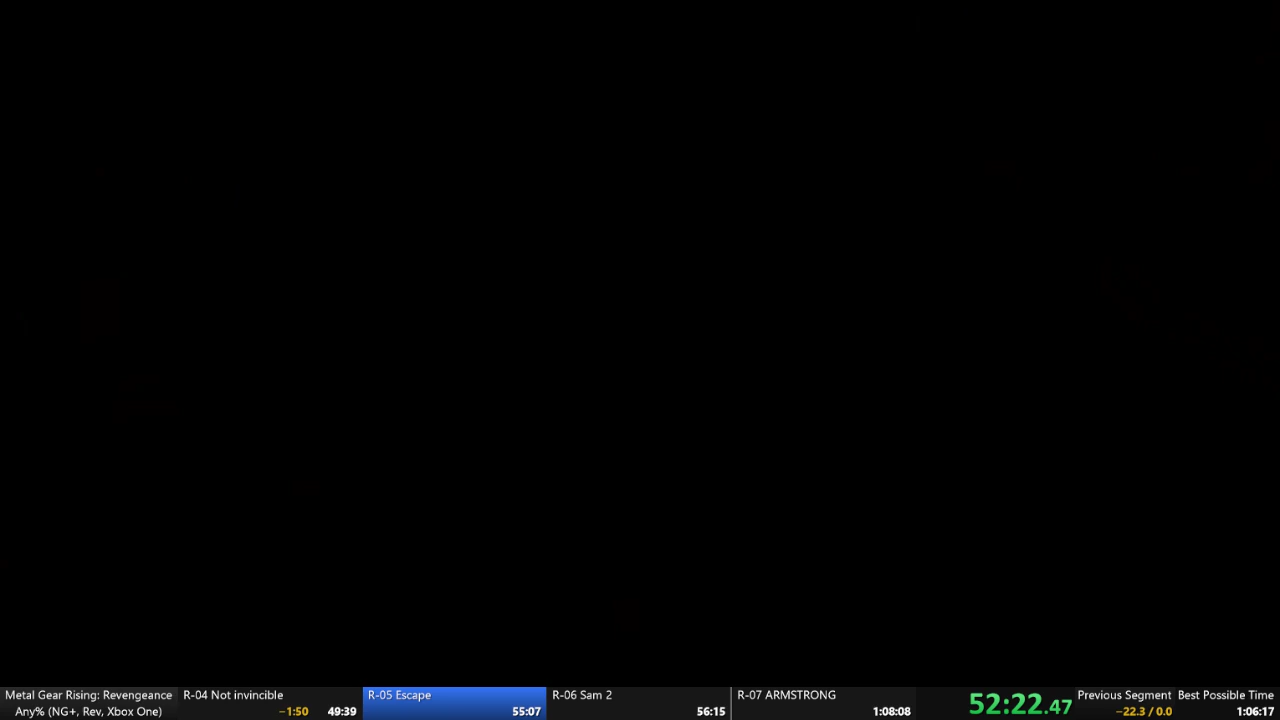 Metal Gear Rising: Revengeance
Any% (NG+, Rev, Xbox One)
R-04 Not invincible
−1:50 49:39
R-05 Escape
55:07
R-06 Sam 2
56:15
R-07 ARMSTRONG
1:08:08
52:22.47
Previous Segment
−22.3 / 0.0
Best Possible Time
1:06:17